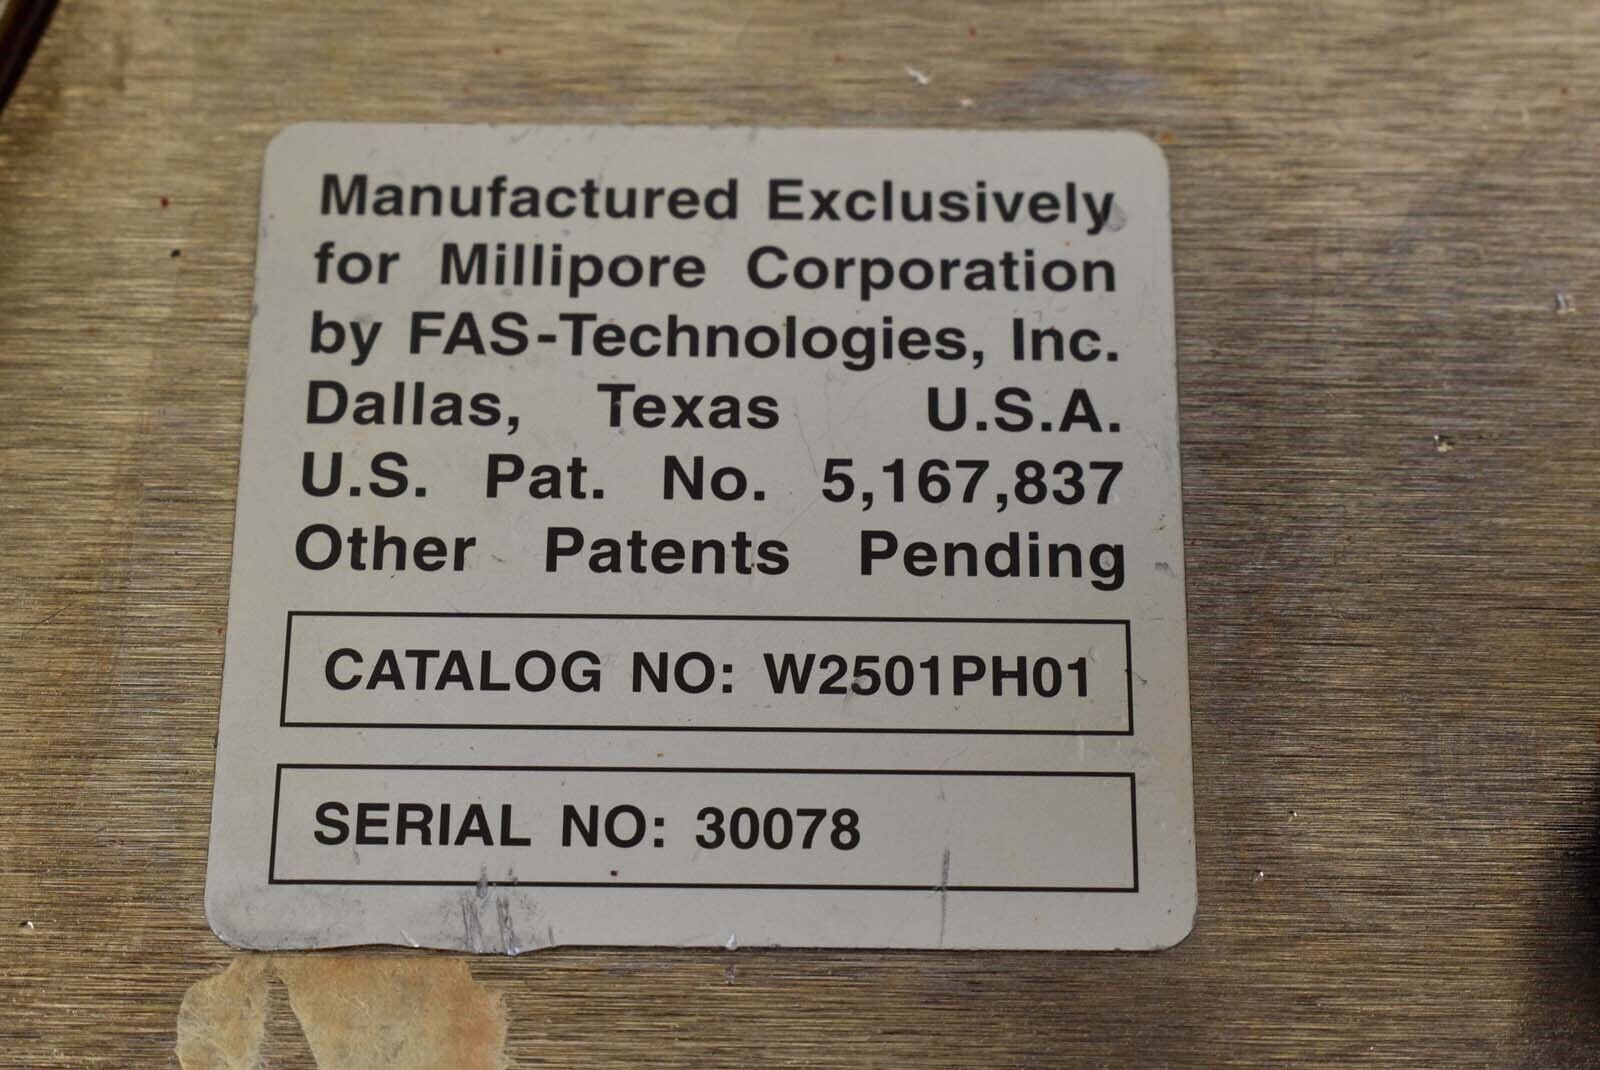 Manufactured Exclusively
for Millipore Corporation
by FAS-Technologies, Inc.
Dallas, Texas U.S.A.
U.S. Pat. No. 5,167,837
Other Patents Pending
CATALOG NO: W2501PH01
SERIAL NO: 30078